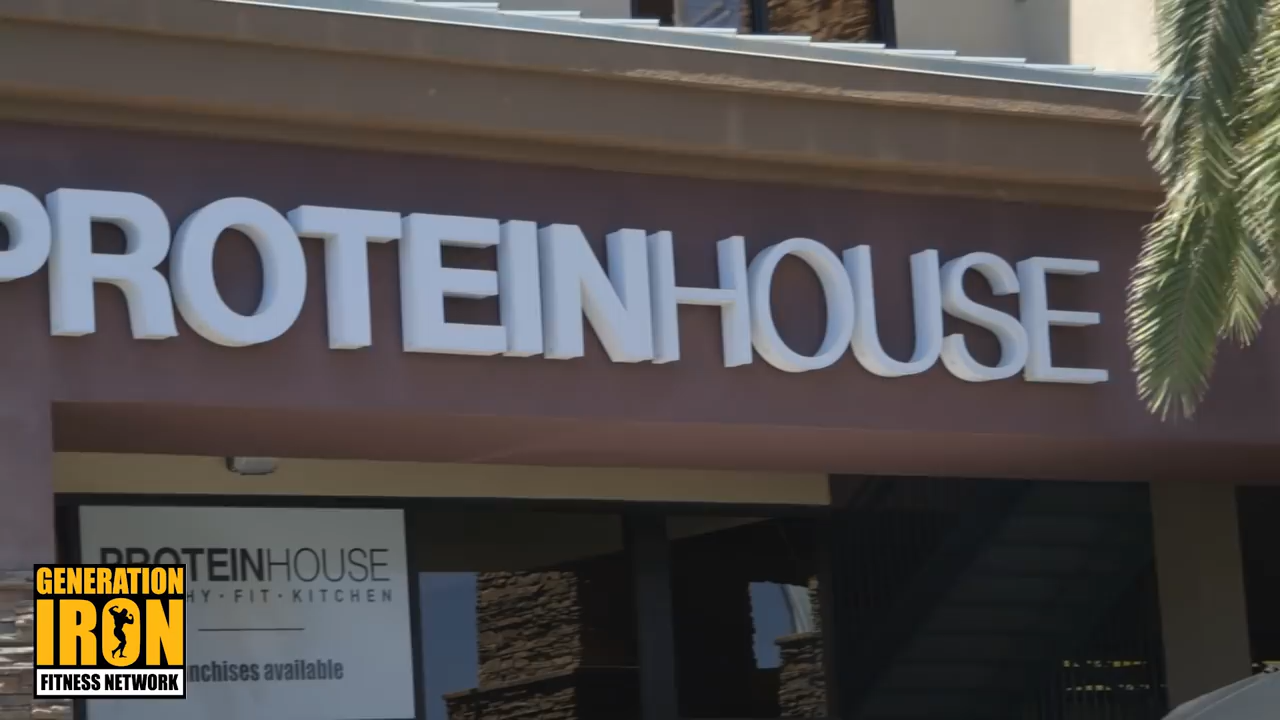 PROTEINHOUSE
PROTEINHOUSE
HY·FIT·KITCHEN
nchises available
GENERATION
IRON
FITNESS NETWORK